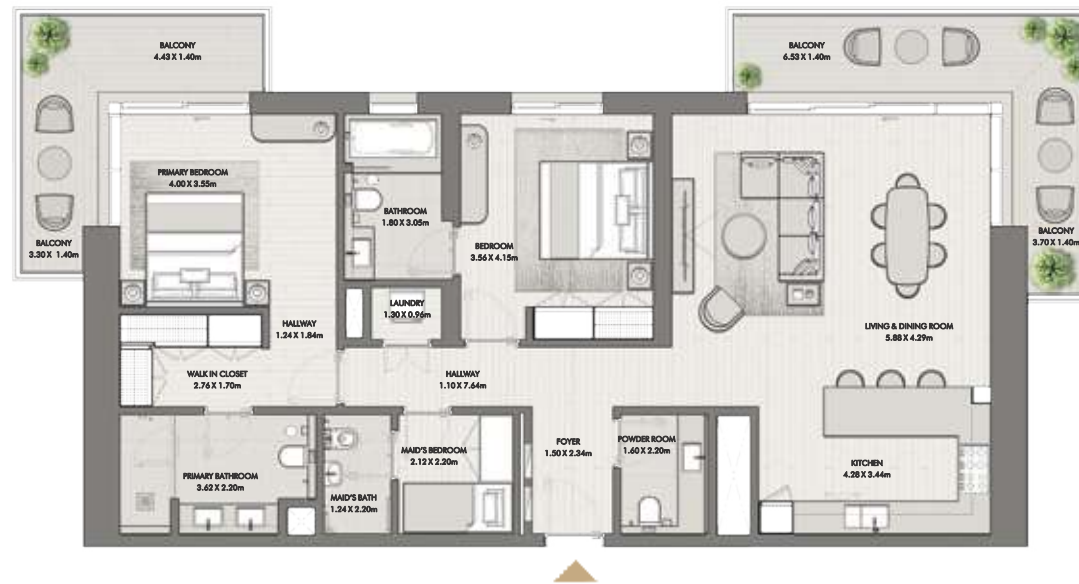 BALCONY
4.43 X 1.40m
BALCONY
6.53 X 1.40m
PRIMARY BEDROOM
4.00 X 3.55m
BATHROOM
1.80 X 3.05m
BEDROOM
3.56 X 4.15m
BALCONY
3.30 X 1.40m
BALCONY
3.70 X 1.40m
LAUNDRY
1.30 X 0.96m
HALLWAY
1.24 X 1.84m
LIVING & DINING ROOM
5.88 X 4.29m
WALK IN CLOSET
2.76 X 1.70m
HALLWAY
1.10 X 7.64m
MAID'S BEDROOM
2.12 X 2.20m
FOYER
1.50 X 2.34m
POWDER ROOM
1.60 X 2.20m
KITCHEN
4.28 X 3.44m
PRIMARY BATHROOM
3.62 X 2.20m
MAID'S BATH
1.24 X 2.20m